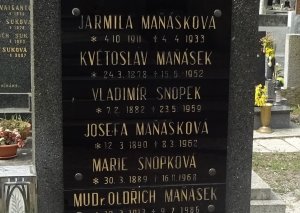 JARMILA MAŇÁSKOVÁ
* 4.10.1911 + 4.4.1933
KVĚTOSLAV MAŇÁSEK
* 24.3.1878 + 15.6.1952
VLADIMÍR SNOPEK
* 7.2.1882 + 23.5.1959
JOSEFA MAŇÁSKOVÁ
* 12.3.1890 + 8.3.1962
MARIE SNOPKOVÁ
* 30.3.1889 + 16.11.1968
MUDr. OLDŘICH MAŇÁSEK